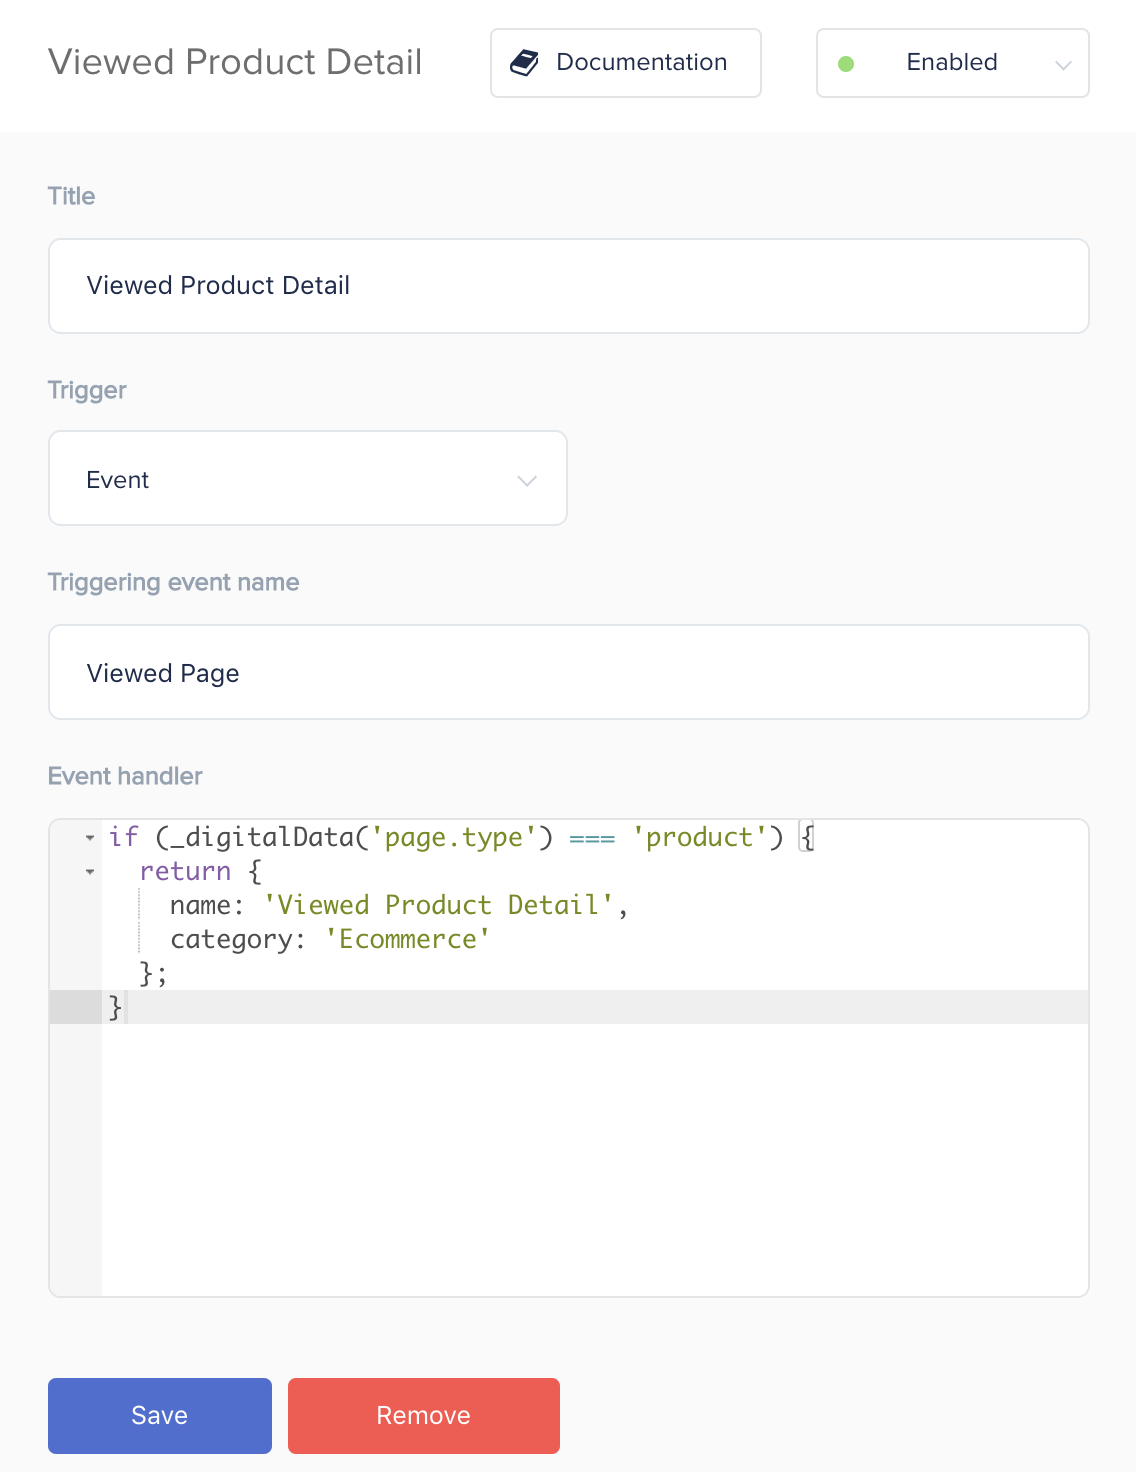 Viewed Product Detail
Documentation
Enabled
Title
Viewed Product Detail
Trigger
Event
Triggering event name
Viewed Page
Event handler
if (_digitalData('page.type') === 'product') {
  return {
    name: 'Viewed Product Detail',
    category: 'Ecommerce'
  };
}
Save
Remove